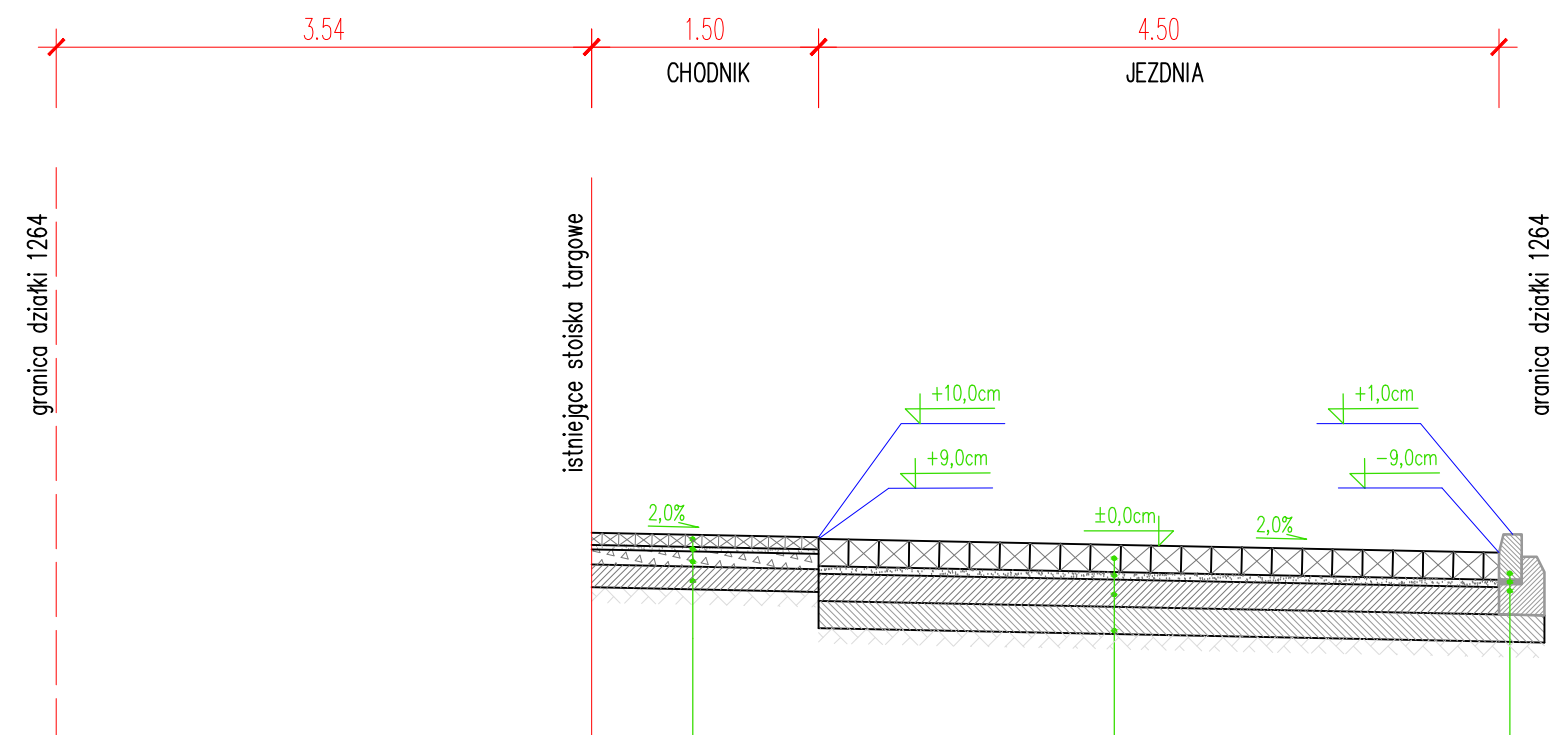 3.54
1.50
4.50
CHODNIK
JEZDNIA
granica działki 1264
istniejące stoiska targowe
granica działki 1264
+10,0cm
+1,0cm
+9,0cm
-9,0cm
2,0%
±0,0cm
2,0%